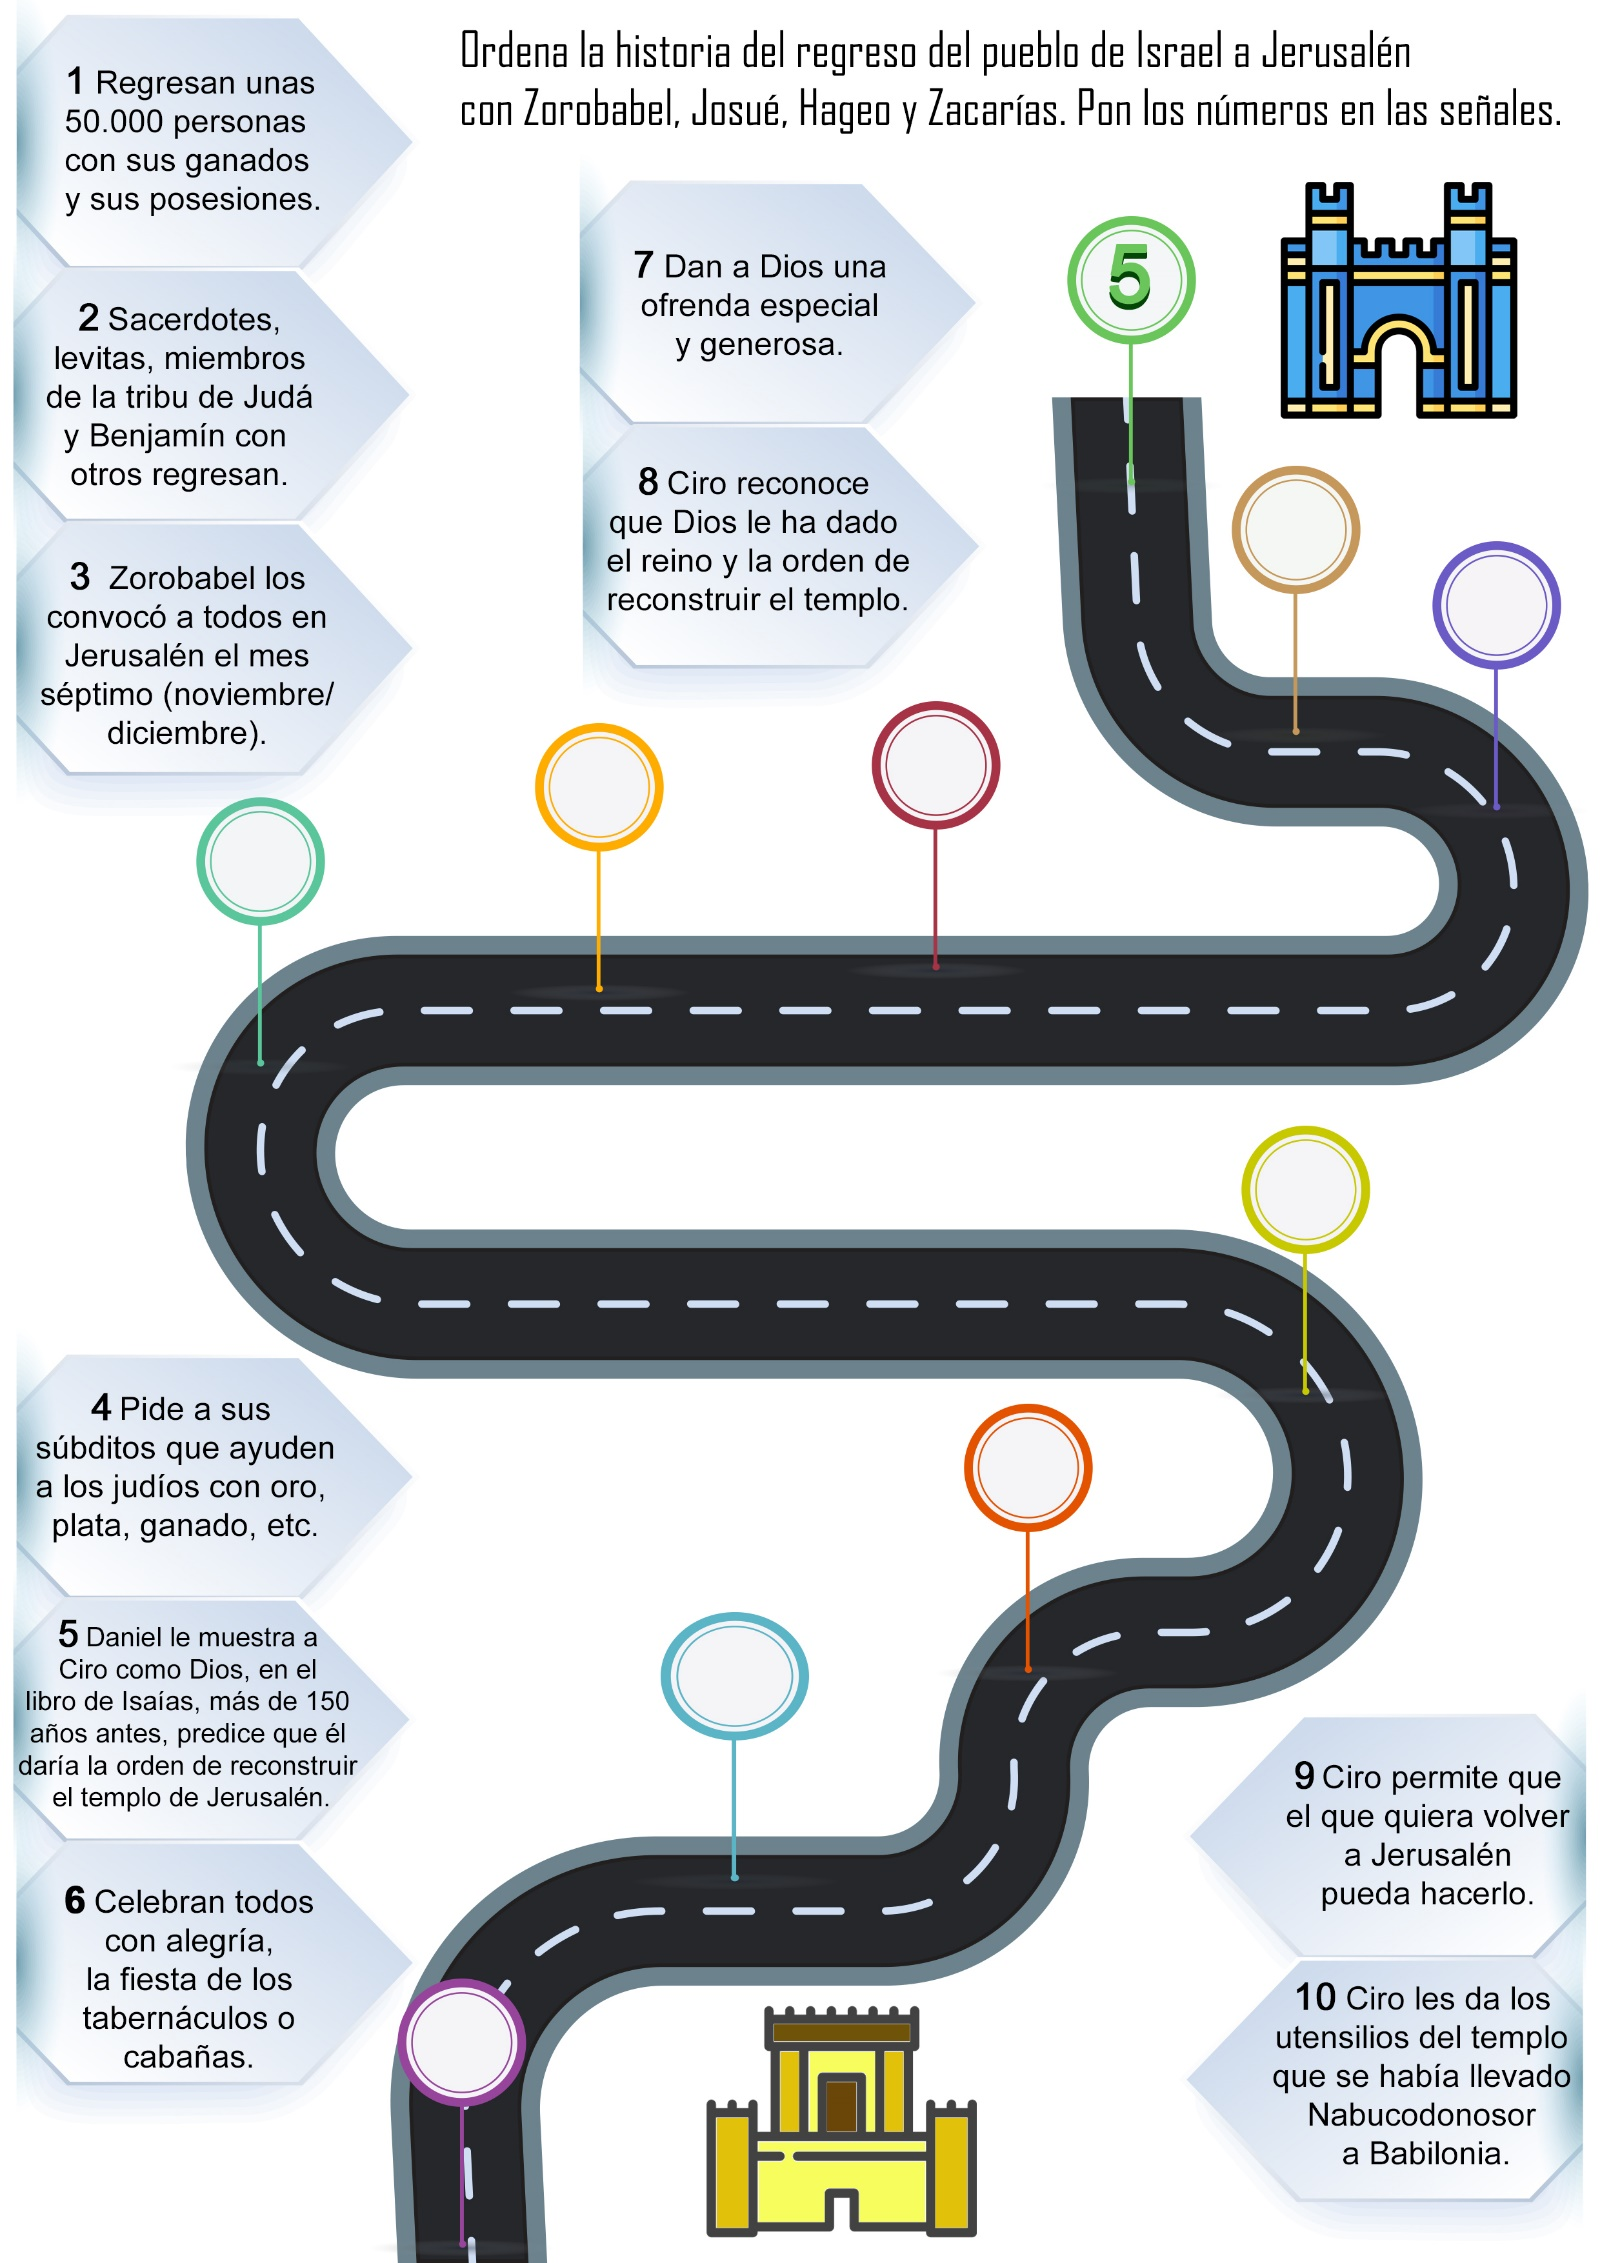 Ordena la historia del regreso del pueblo de Israel a Jerusalén
con Zorobabel, Josué, Hageo y Zacarías. Pon los números en las señales.
1 Regresan unas
50.000 personas
con sus ganados
y sus posesiones.
2 Sacerdotes,
levitas, miembros
de la tribu de Judá
y Benjamín con
otros regresan.
3 Zorobabel los
convocó a todos en
Jerusalén el mes
séptimo (noviembre/
diciembre).
7 Dan a Dios una
ofrenda especial
y generosa.
8 Ciro reconoce
que Dios le ha dado
el reino y la orden de
reconstruir el templo.
5
4 Pide a sus
súbditos que ayuden
a los judíos con oro,
plata, ganado, etc.
5 Daniel le muestra a
Ciro como Dios, en el
libro de Isaías, más de 150
años antes, predice que él
daría la orden de reconstruir
el templo de Jerusalén.
6 Celebran todos
con alegría,
la fiesta de los
tabernáculos o
cabañas.
9 Ciro permite que
el que quiera volver
a Jerusalén
pueda hacerlo.
10 Ciro les da los
utensilios del templo
que se había llevado
Nabucodonosor
a Babilonia.